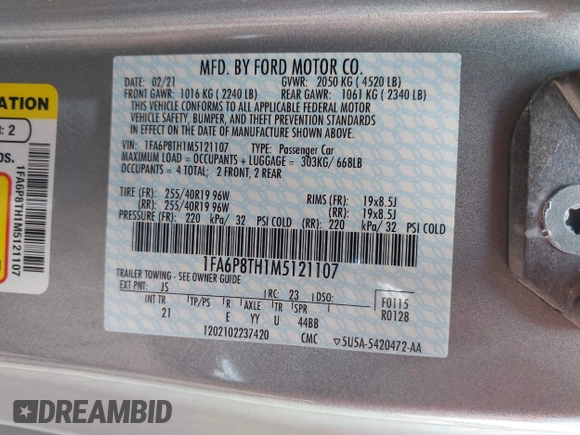 MFD. BY FORD MOTOR CO.
DATE: 02/21 GVWR: 2050 KG ( 4520 LB)
FRONT GAWR: 1016 KG ( 2240 LB) REAR GAWR: 1061 KG ( 2340 LB)
THIS VEHICLE CONFORMS TO ALL APPLICABLE FEDERAL MOTOR
VEHICLE SAFETY, BUMPER, AND THEFT PREVENTION STANDARDS
IN EFFECT ON THE DATE OF MANUFACTURE SHOWN ABOVE.
VIN: 1FA6P8TH1M5121107 TYPE: Passenger Car
MAXIMUM LOAD = OCCUPANTS + LUGGAGE = 303KG/ 668LB
OCCUPANTS = 4 TOTAL; 2 FRONT, 2 REAR
TIRE (FR): 255/40R19 96W RIMS (FR): 19x8.5J
(RR): 255/40R19 96W (RR): 19x8.5J
PRESSURE (FR): 220 kPa/ 32 PSI COLD (RR) 220 kPa/ 32 PSI COLD
1FA6P8TH1M5121107
TRAILER TOWING - SEE OWNER GUIDE
EXT PNT: JS RC: 23 DSO: F0115
INT TR TP/PS R AXLE TR SPR R0128
21 E YY U 44BB
1202102237420 CMC ▽5U5A-5420472-AA
ATION
R: 2
OS.
1FA6P8TH1M5121107
DREAMBID